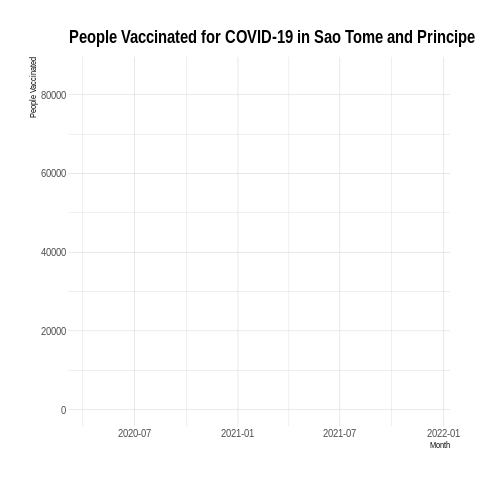 People Vaccinated for COVID-19 in Sao Tome and Principe
People Vaccinated
80000
60000
40000
20000
0
2020-07 2021-01 2021-07 2022-01
Month